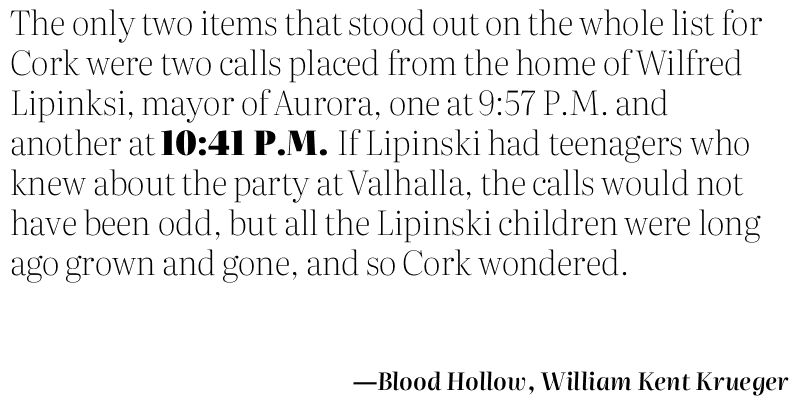 The only two items that stood out on the whole list for
Cork were two calls placed from the home of Wilfred
Lipinksi, mayor of Aurora, one at 9:57 P.M. and
another at 10:41 P.M. If Lipinski had teenagers who
knew about the party at Valhalla, the calls would not
have been odd, but all the Lipinski children were long
ago grown and gone, and so Cork wondered.
—Blood Hollow, William Kent Krueger